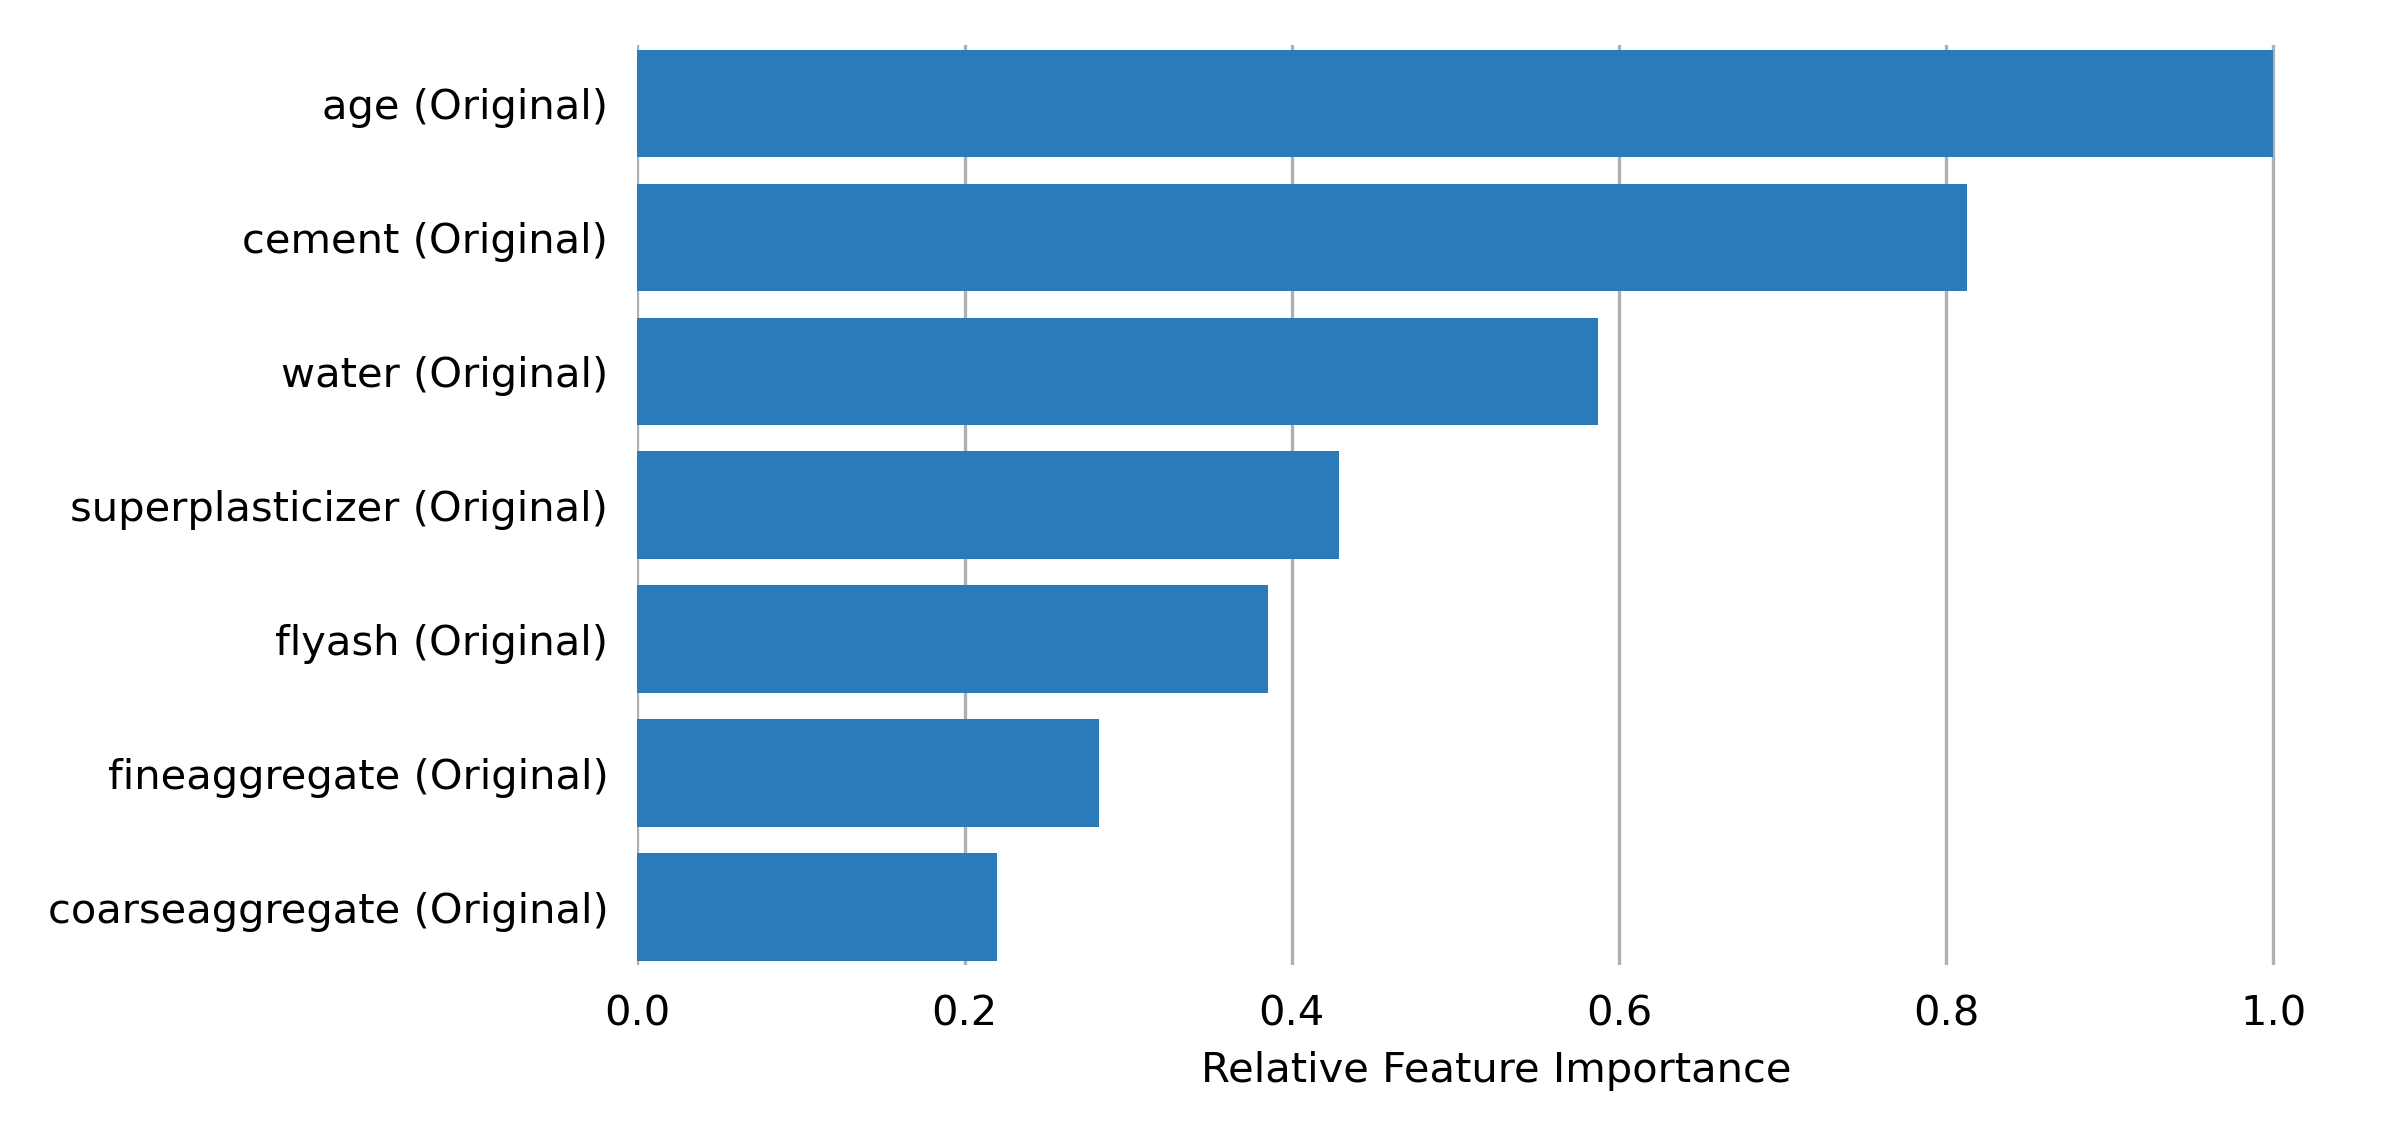 age (Original)
cement (Original)
water (Original)
superplasticizer (Original)
flyash (Original)
fineaggregate (Original)
coarseaggregate (Original)
0.0 0.2 0.4 0.6 0.8 1.0
Relative Feature Importance